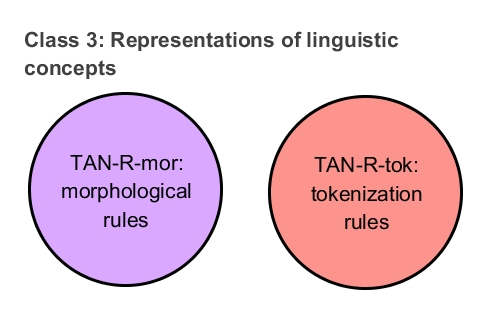 Class 3: Representations of linguistic
concepts
TAN-R-mor:
morphological
rules
TAN-R-tok:
tokenization
rules